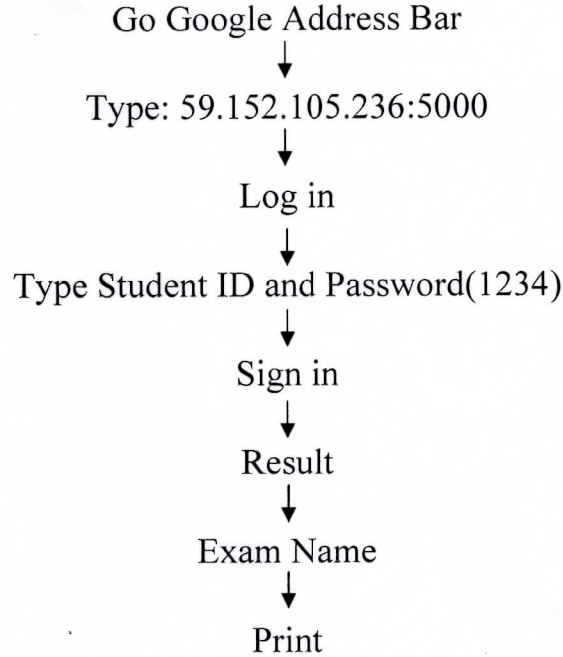 Go Google Address Bar
Type: 59.152.105.236:5000
Log in
Type Student ID and Password(1234)
Sign in
Result
Exam Name
Print